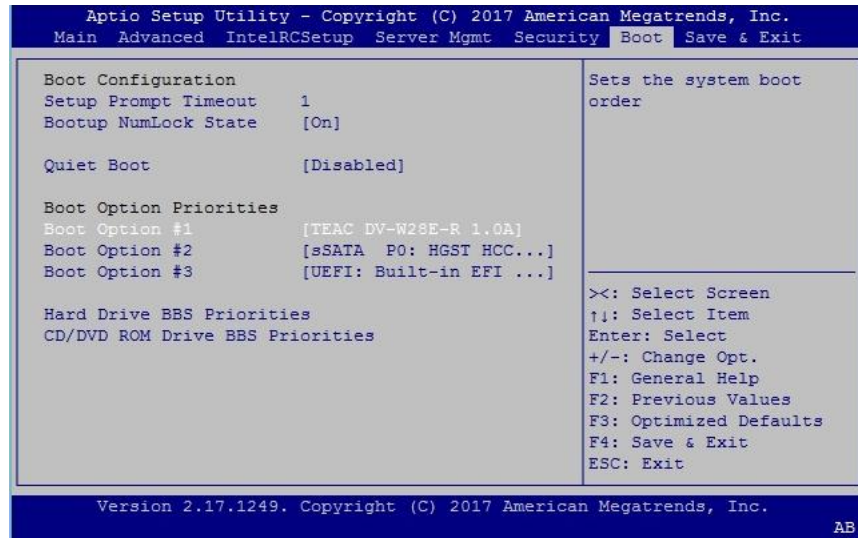 Aptio Setup Utility - Copyright (C) 2017 American Megatrends, Inc.
Main Advanced IntelRCSetup Server Mgmt Security Boot Save & Exit
Boot Configuration
Setup Prompt Timeout 1
Bootup NumLock State [On]
Quiet Boot [Disabled]
Boot Option Priorities
Boot Option #1 [TEAC DV-W28E-R 1.0A]
Boot Option #2 [sSATA P0: HGST HCC...]
Boot Option #3 [UEFI: Built-in EFI ...]
Hard Drive BBS Priorities
CD/DVD ROM Drive BBS Priorities
Sets the system boot
order
><: Select Screen
↑↓: Select Item
Enter: Select
+/-: Change Opt.
F1: General Help
F2: Previous Values
F3: Optimized Defaults
F4: Save & Exit
ESC: Exit
Version 2.17.1249. Copyright (C) 2017 American Megatrends, Inc.
AB